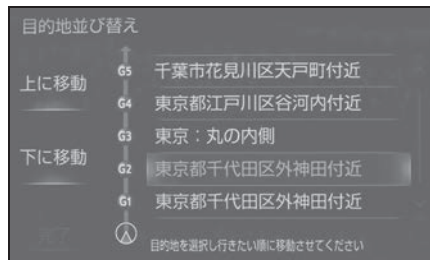 目的地並び替え
上に移動
下に移動
G5 千葉市花見川区天戸町付近
G4 東京都江戸川区谷河内付近
G3 東京：丸の内側
G2 東京都千代田区外神田付近
G1 東京都千代田区外神田付近
完了
目的地を選択し行きたい順に移動させてください